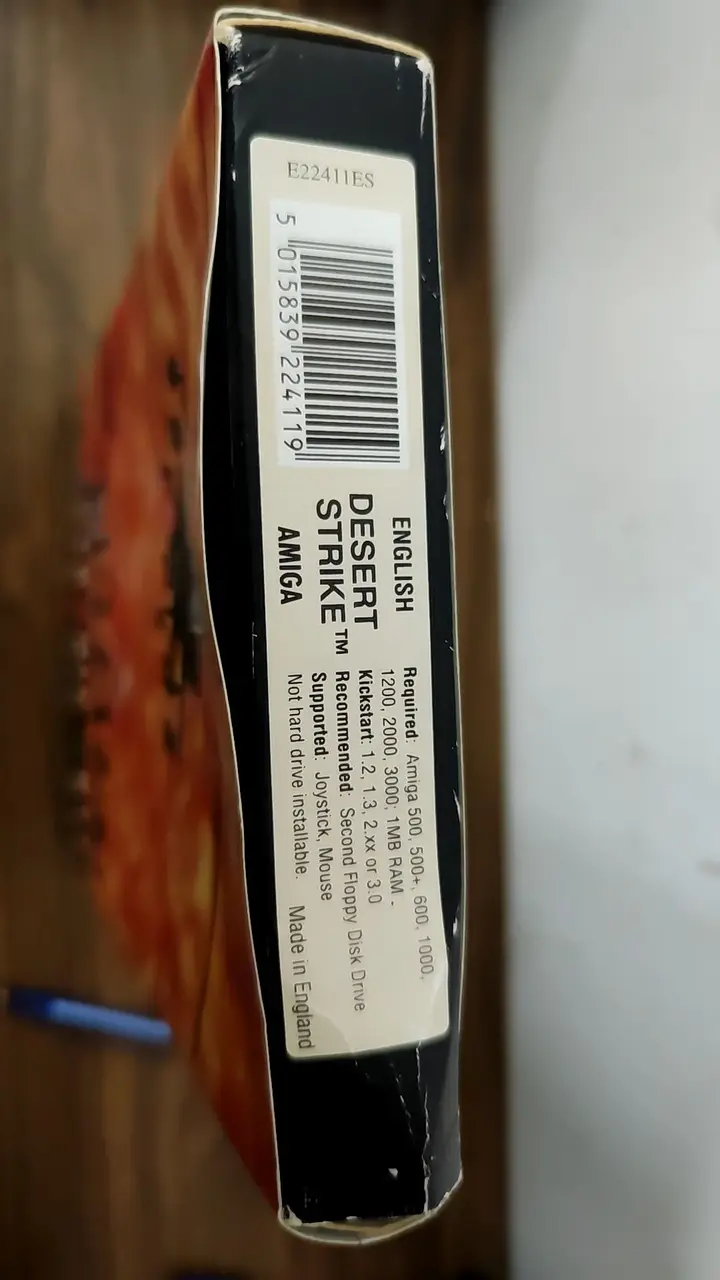 E22411ES
5 015839 224119
ENGLISH
DESERT
STRIKE™
AMIGA
Required: Amiga 500, 500+, 600, 1000,
1200, 2000, 3000; 1MB RAM -
Kickstart: 1.2, 1.3, 2.xx or 3.0
Recommended: Second Floppy Disk Drive
Supported: Joystick, Mouse
Not hard drive installable. Made in England